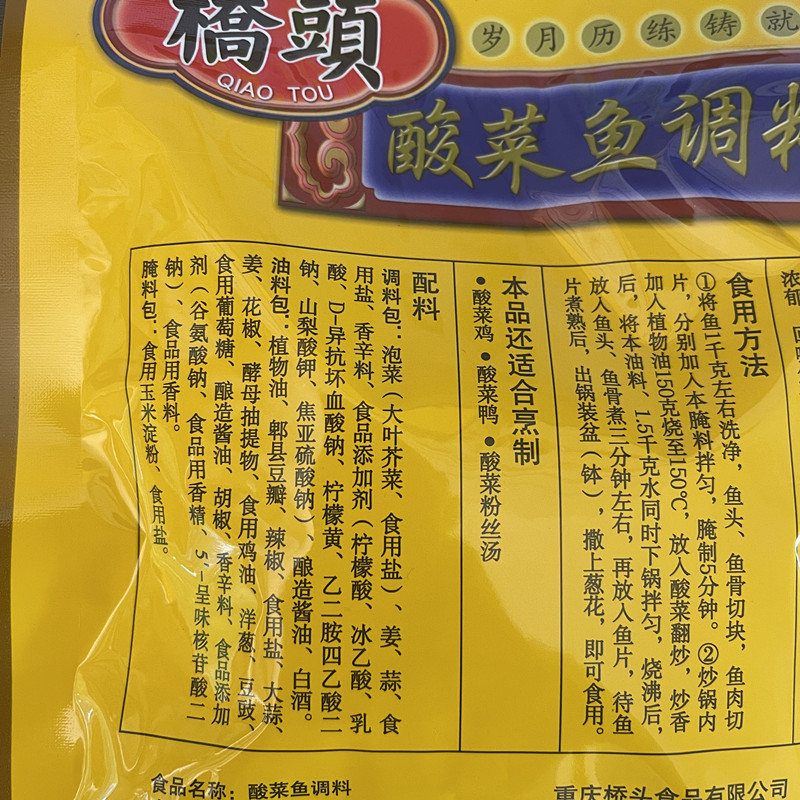 橋頭
QIAO TOU
岁月历练铸就
酸菜鱼调料
浓郁
食用方法
①将鱼1千克左右洗净，鱼头、鱼骨切块，鱼肉切
片，分别加入本腌料拌匀，腌制5分钟。②炒锅内
加入植物油150克烧至150℃，放入酸菜翻炒，炒香
后，将本油料、1.5千克水同时下锅拌匀，烧沸后，
放入鱼头、鱼骨煮三分钟左右，再放入鱼片，待鱼
片煮熟后，出锅装盆（钵），撒上葱花，即可食用。
本品还适合烹制
●酸菜鸡 ●酸菜鸭 ●酸菜粉丝汤
配料
调料包：泡菜（大叶芥菜、食用盐）、姜、蒜、食
用盐、香辛料、食品添加剂（柠檬酸、冰乙酸、乳
酸、D-异抗坏血酸钠、柠檬黄、乙二胺四乙酸二
钠、山梨酸钾、焦亚硫酸钠）、酿造酱油、白酒。
油料包：植物油、郫县豆瓣、辣椒、食用盐、大蒜、
姜、花椒、酵母抽提物、食用鸡油、洋葱、豆豉、
食用葡萄糖、酿造酱油、胡椒、香辛料、食品添加
剂（谷氨酸钠、食品用香精、5'-呈味核苷酸二
钠）、食品用香料。
腌料包：食用玉米淀粉、食用盐。
食品名称：酸菜鱼调料
重庆桥头食品有限公司